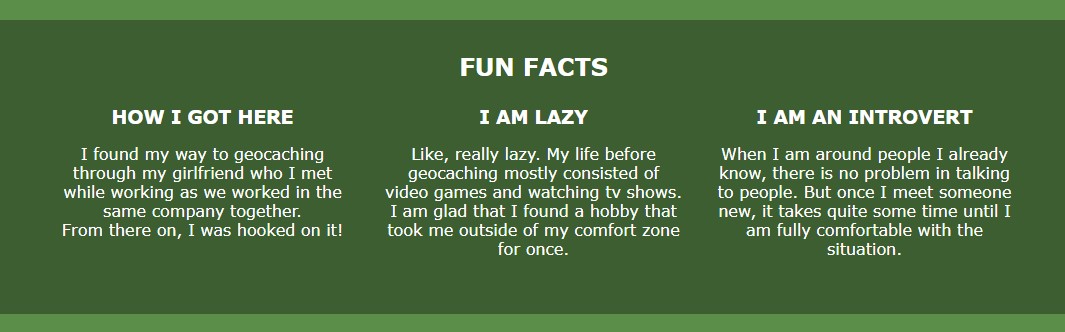 FUN FACTS
HOW I GOT HERE
I found my way to geocaching
through my girlfriend who I met
while working as we worked in the
same company together.
From there on, I was hooked on it!
I AM LAZY
Like, really lazy. My life before
geocaching mostly consisted of
video games and watching tv shows.
I am glad that I found a hobby that
took me outside of my comfort zone
for once.
I AM AN INTROVERT
When I am around people I already
know, there is no problem in talking
to people. But once I meet someone
new, it takes quite some time until I
am fully comfortable with the
situation.